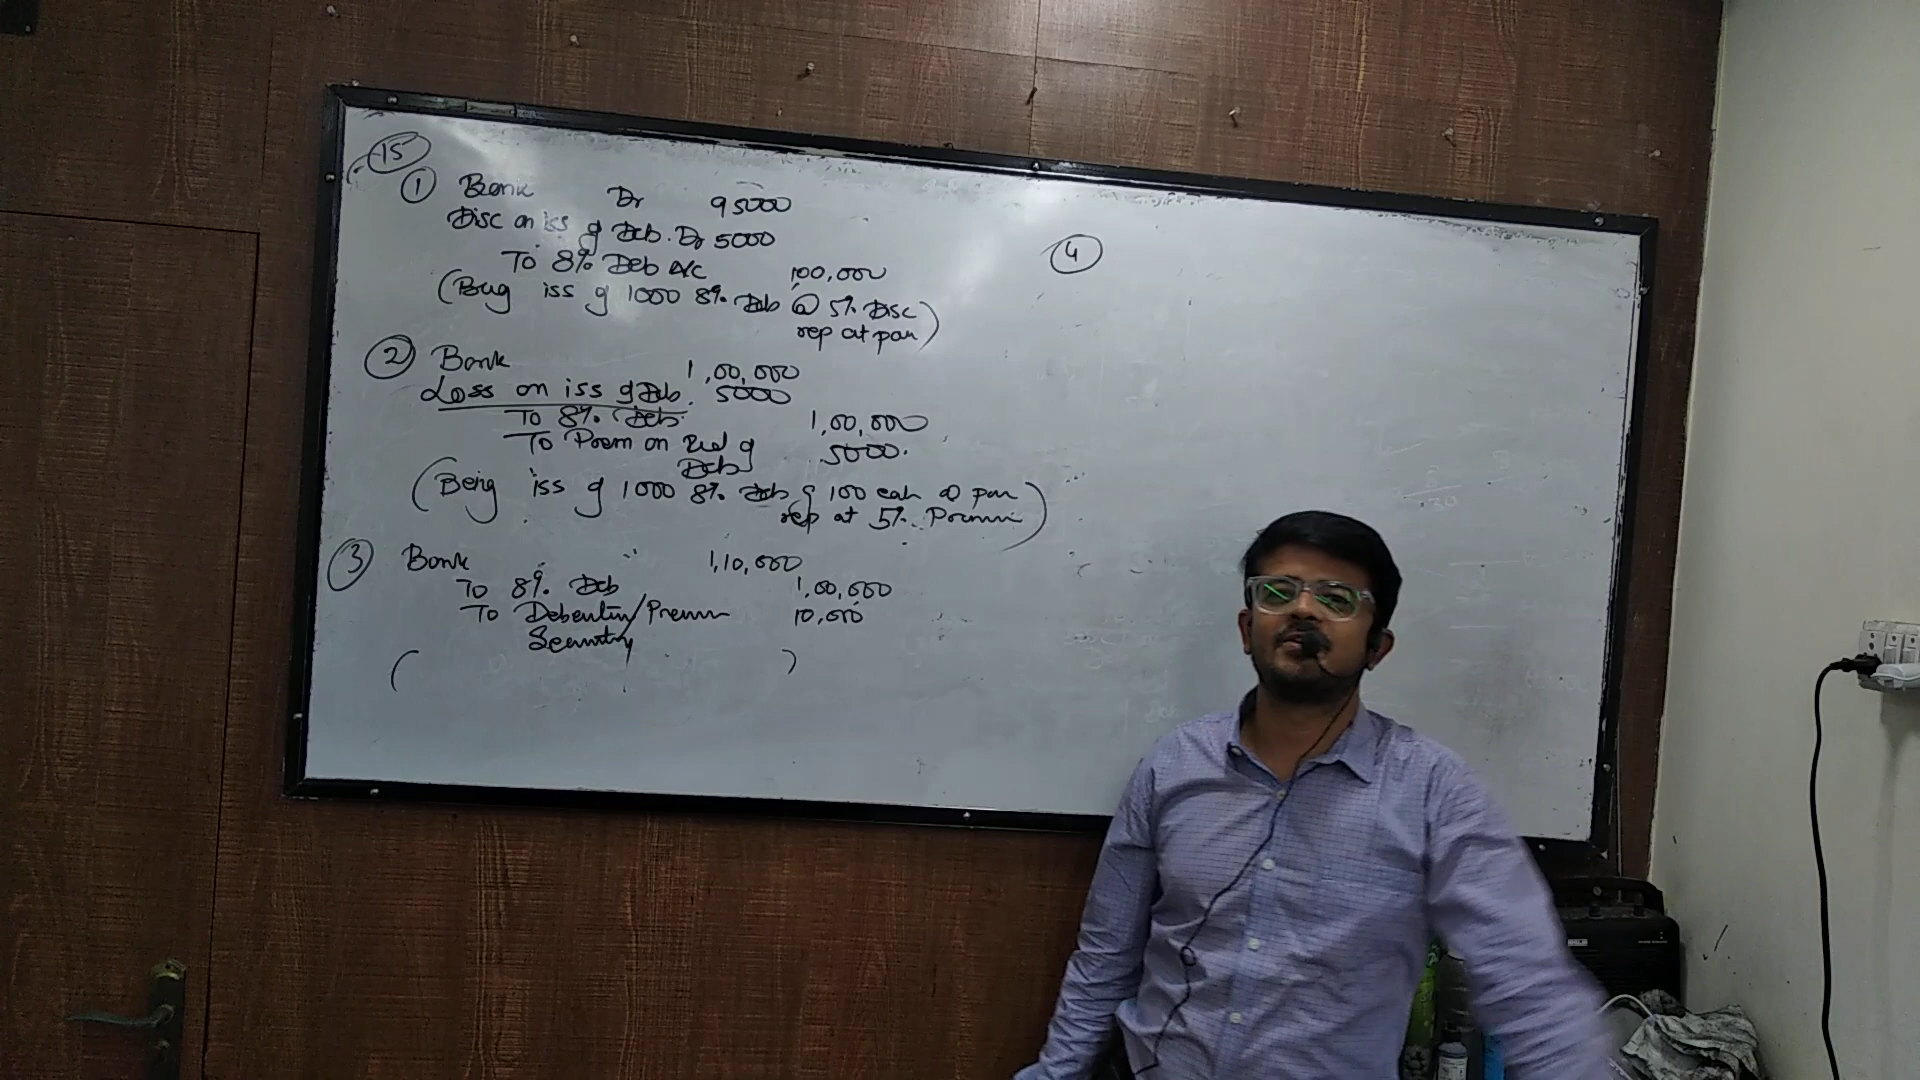 15
① Bank Dr 95000
Disc on iss of Deb. Dr 5000
To 8% Deb A/c 100,000
(Bug iss of 1000 8% Deb @ 5% Disc
rep at par)
② Bank 1,00,000
Loss on iss of Deb. 5000
To 8% Deb. 1,00,000
To Prem on Red of 5000.
Deb
(Being iss of 1000 8% Deb of 100 each @ par
rep at 5% Premium)
③ Bank 1,10,000
To 8% Deb 1,00,000
To Debenture/Premium 10,000
Security
( )
④